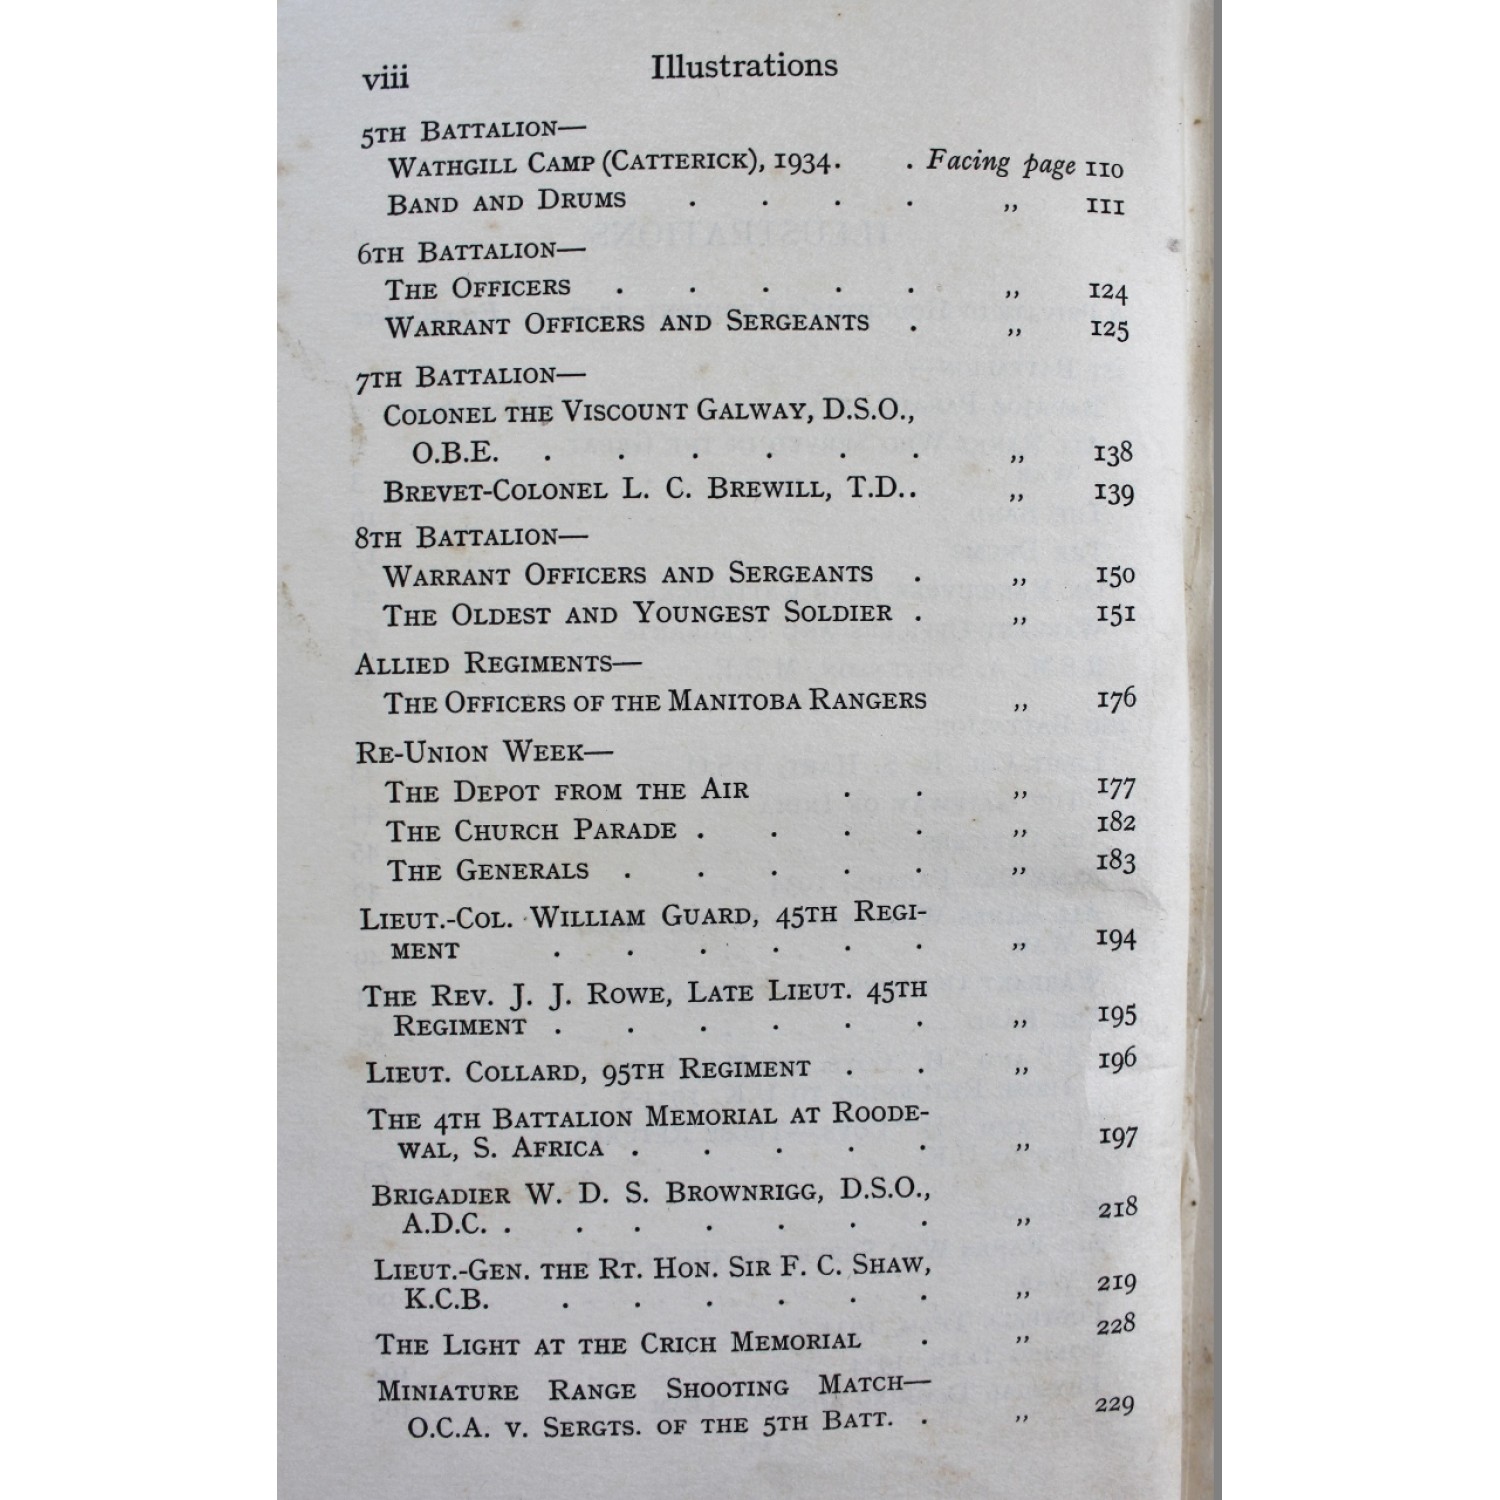 viii Illustrations
5TH BATTALION—
WATHGILL CAMP (CATTERICK), 1934. . Facing page 110
BAND AND DRUMS . . . . ,, 111
6TH BATTALION—
THE OFFICERS . . . . . ,, 124
WARRANT OFFICERS AND SERGEANTS . ,, 125
7TH BATTALION—
COLONEL THE VISCOUNT GALWAY, D.S.O.,
O.B.E. . . . . . . ,, 138
BREVET-COLONEL L. C. BREWILL, T.D.. ,, 139
8TH BATTALION—
WARRANT OFFICERS AND SERGEANTS . ,, 150
THE OLDEST AND YOUNGEST SOLDIER . ,, 151
ALLIED REGIMENTS—
THE OFFICERS OF THE MANITOBA RANGERS ,, 176
RE-UNION WEEK—
THE DEPOT FROM THE AIR . . ,, 177
THE CHURCH PARADE . . . . ,, 182
THE GENERALS . . . . . ,, 183
LIEUT.-COL. WILLIAM GUARD, 45TH REGI-
MENT . . . . . . ,, 194
THE REV. J. J. ROWE, LATE LIEUT. 45TH
REGIMENT . . . . . . ,, 195
LIEUT. COLLARD, 95TH REGIMENT . . ,, 196
THE 4TH BATTALION MEMORIAL AT ROODE-
WAL, S. AFRICA . . . . . ,, 197
BRIGADIER W. D. S. BROWNRIGG, D.S.O.,
A.D.C. . . . . . . . ,, 218
LIEUT.-GEN. THE RT. HON. SIR F. C. SHAW,
K.C.B. . . . . . . ,, 219
THE LIGHT AT THE CRICH MEMORIAL . ,, 228
MINIATURE RANGE SHOOTING MATCH—
O.C.A. v. SERGTS. OF THE 5TH BATT. . ,, 229